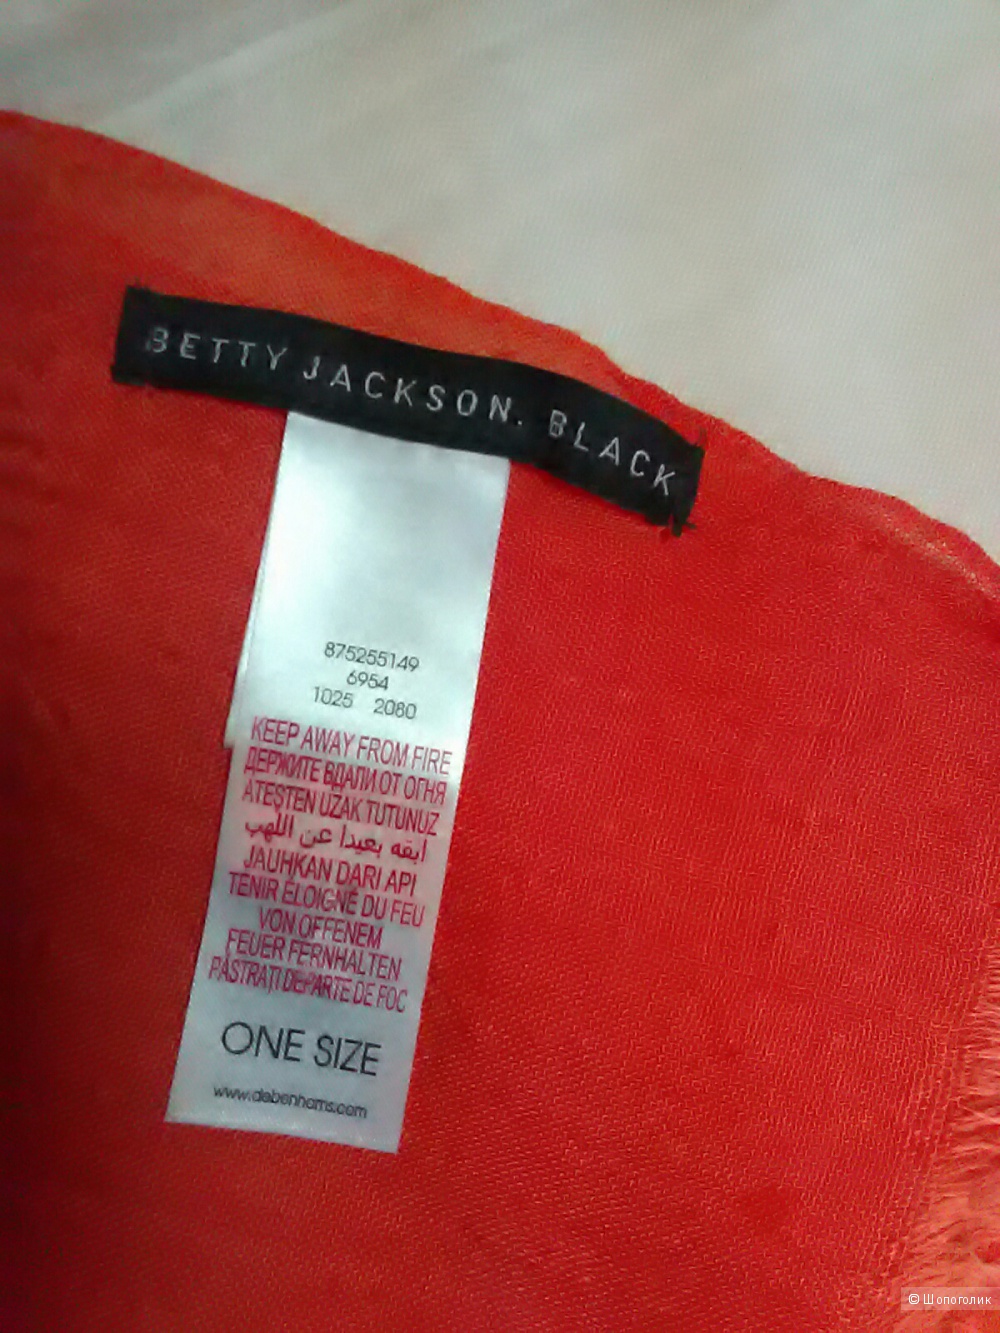 BETTY JACKSON. BLACK
875255149
6954
1025 2080
KEEP AWAY FROM FIRE
ДЕРЖИТЕ ВДАЛИ ОТ ОГНЯ
ATEŞTEN UZAK TUTUNUZ
ابقه بعيدا عن اللهب
JAUHKAN DARI API
TENIR ÉLOIGNÉ DU FEU
VON OFFENEM
FEUER FERNHALTEN
PĂSTRAȚI DEPARTE DE FOC
ONE SIZE
www.debenhams.com
© Шопоголик